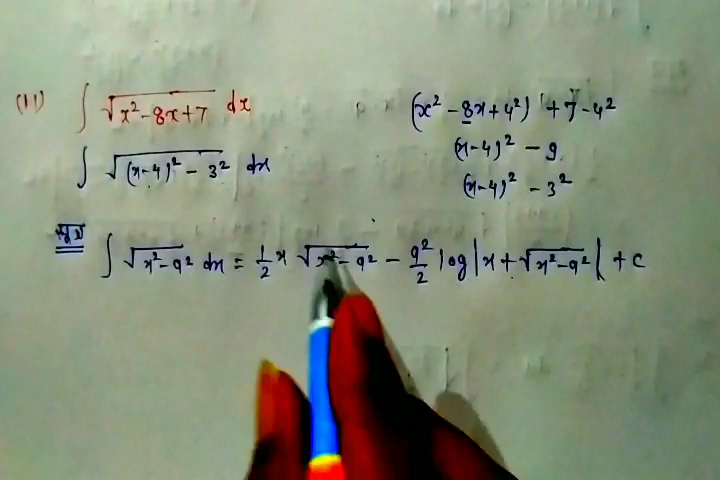 (11) ∫ √x²-8x+7 dx
(x²-8x+4²) + 7-4²
∫ √(x-4)² - 3² dx
(x-4)² - 9
(x-4)² - 3²
∫ √x²-a² dx = 1/2 x √x²-a² - a²/2 log|x+√x²-a²| + c